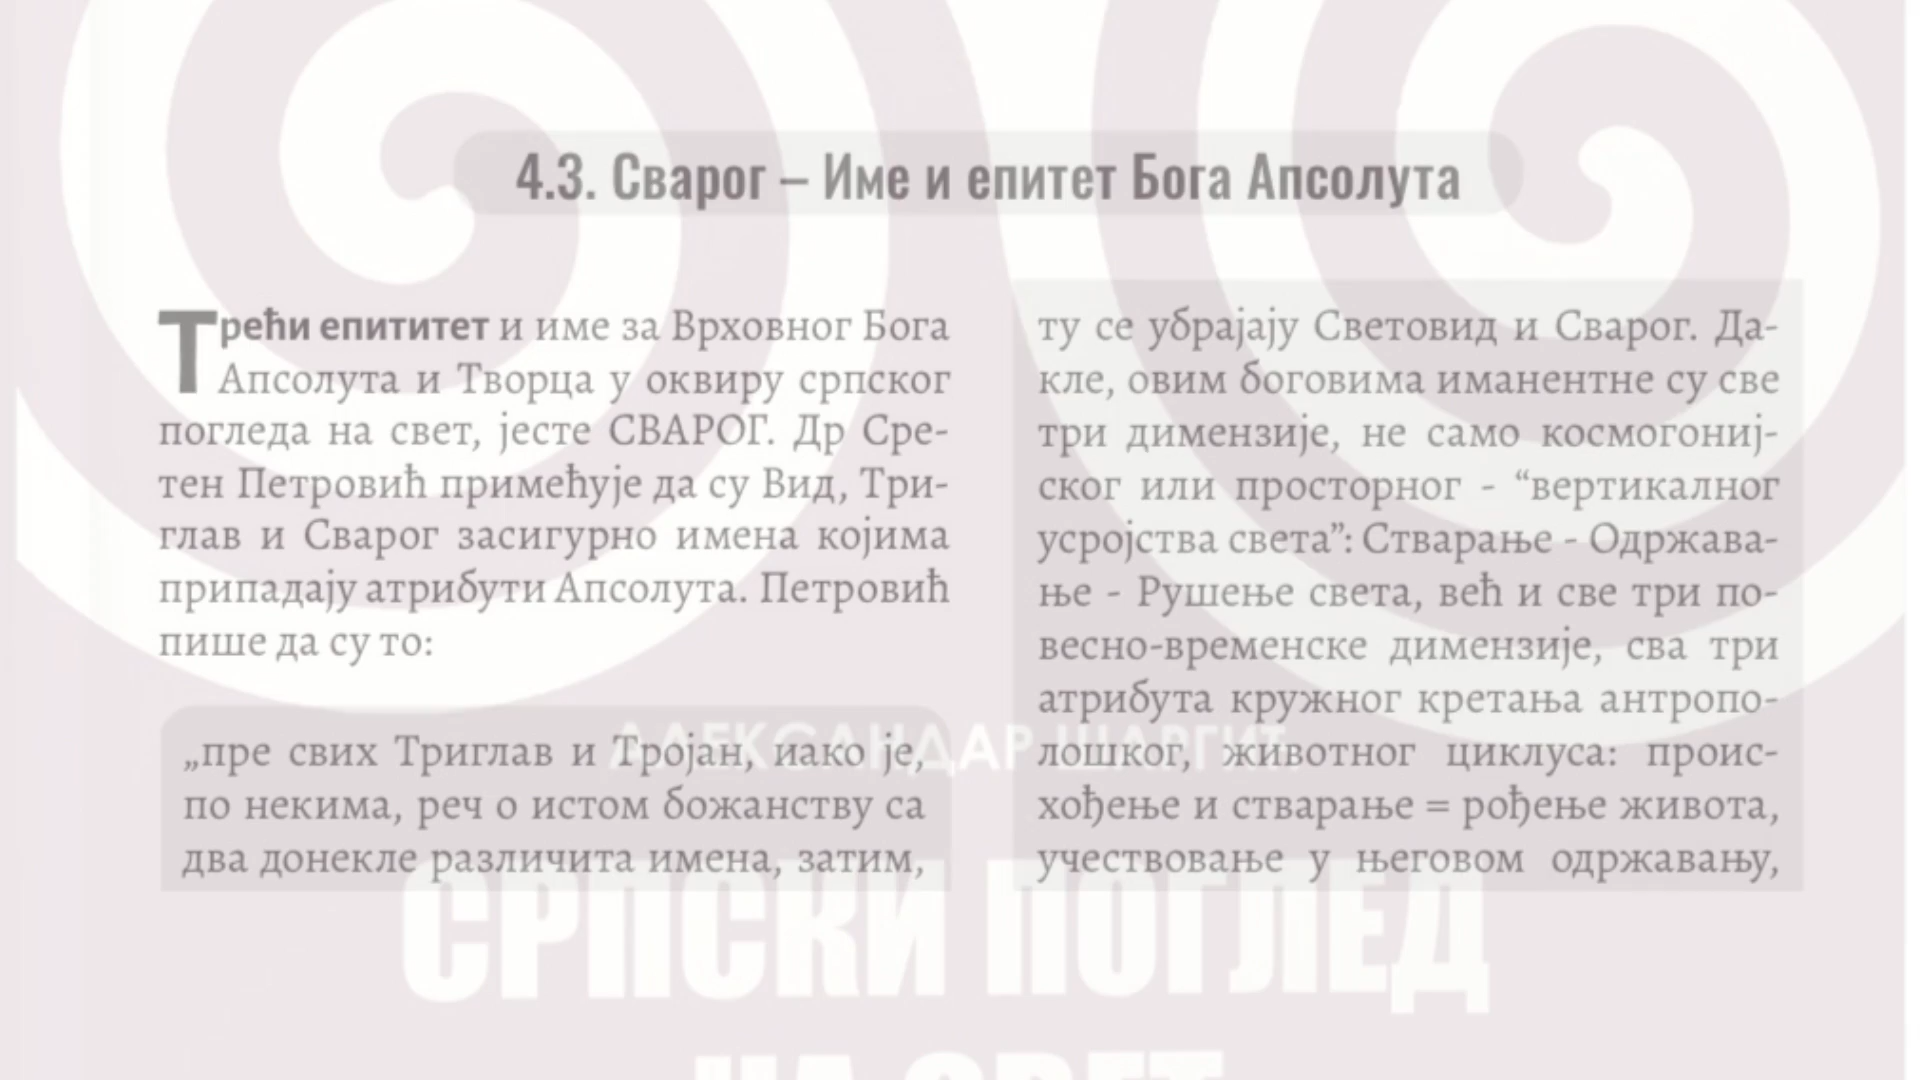 4.3. Сварог – Име и епитет Бога Апсолута
Трећи епититет и име за Врховног Бога
Апсолута и Творца у оквиру српског
погледа на свет, јесте СВАРОГ. Др Сре-
тен Петровић примећује да су Вид, Три-
глав и Сварог засигурно имена којима
припадају атрибути Апсолута. Петровић
пише да су то:
„пре свих Триглав и Тројан, иако је,
по некима, реч о истом божанству са
два донекле различита имена, затим,
ту се убрајају Световид и Сварог. Да-
кле, овим боговима иманентне су све
три димензије, не само космогониј-
ског или просторног - “вертикалног
усројства света”: Стварање - Одржава-
ње - Рушење света, већ и све три по-
весно-временске димензије, сва три
атрибута кружног кретања антропо-
лошког, животног циклуса: проис-
хођење и стварање = рођење живота,
учествовање у његовом одржавању,
АЛЕКСАНДАР
СРПСКИ ПОГЛЕД
НА СВЕТ